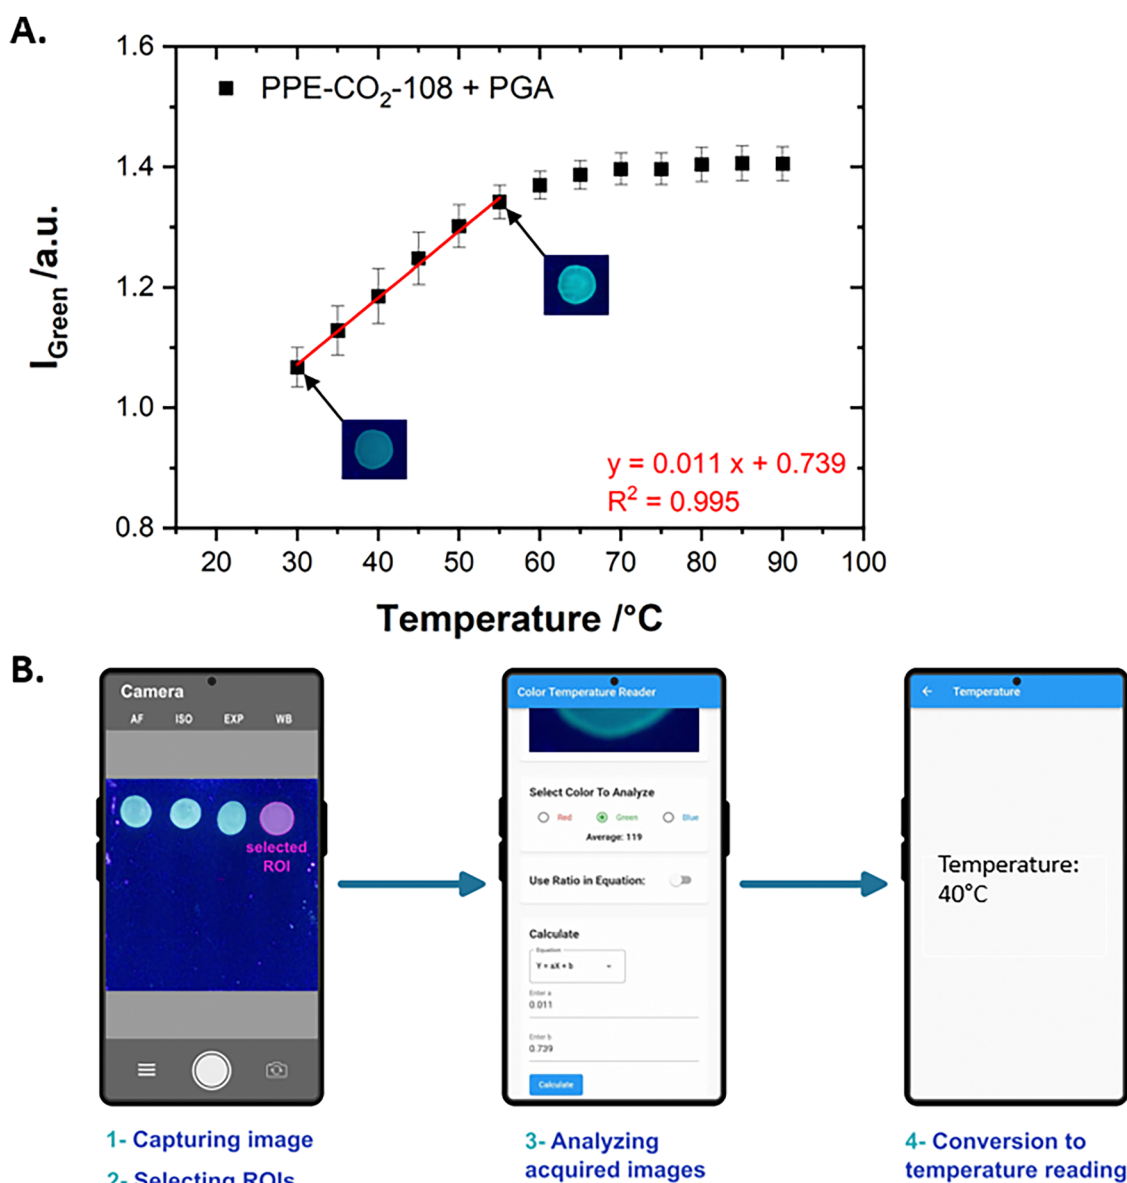 A.
1.6
1.4
1.2
1.0
0.8
I_Green /a.u.
PPE-CO₂-108 + PGA
y = 0.011 x + 0.739
R² = 0.995
20 30 40 50 60 70 80 90 100
Temperature /°C
B.
Camera
AF ISO EXP WB
selected
ROI
1- Capturing image
2- Selecting ROIs
Color Temperature Reader
Select Color To Analyze
Red Green Blue
Average: 119
Use Ratio in Equation:
Calculate
Equation
Y = aX + b
Enter a
0.011
Enter b
0.739
Calculate
3- Analyzing
acquired images
← Temperature
Temperature:
40°C
4- Conversion to
temperature reading